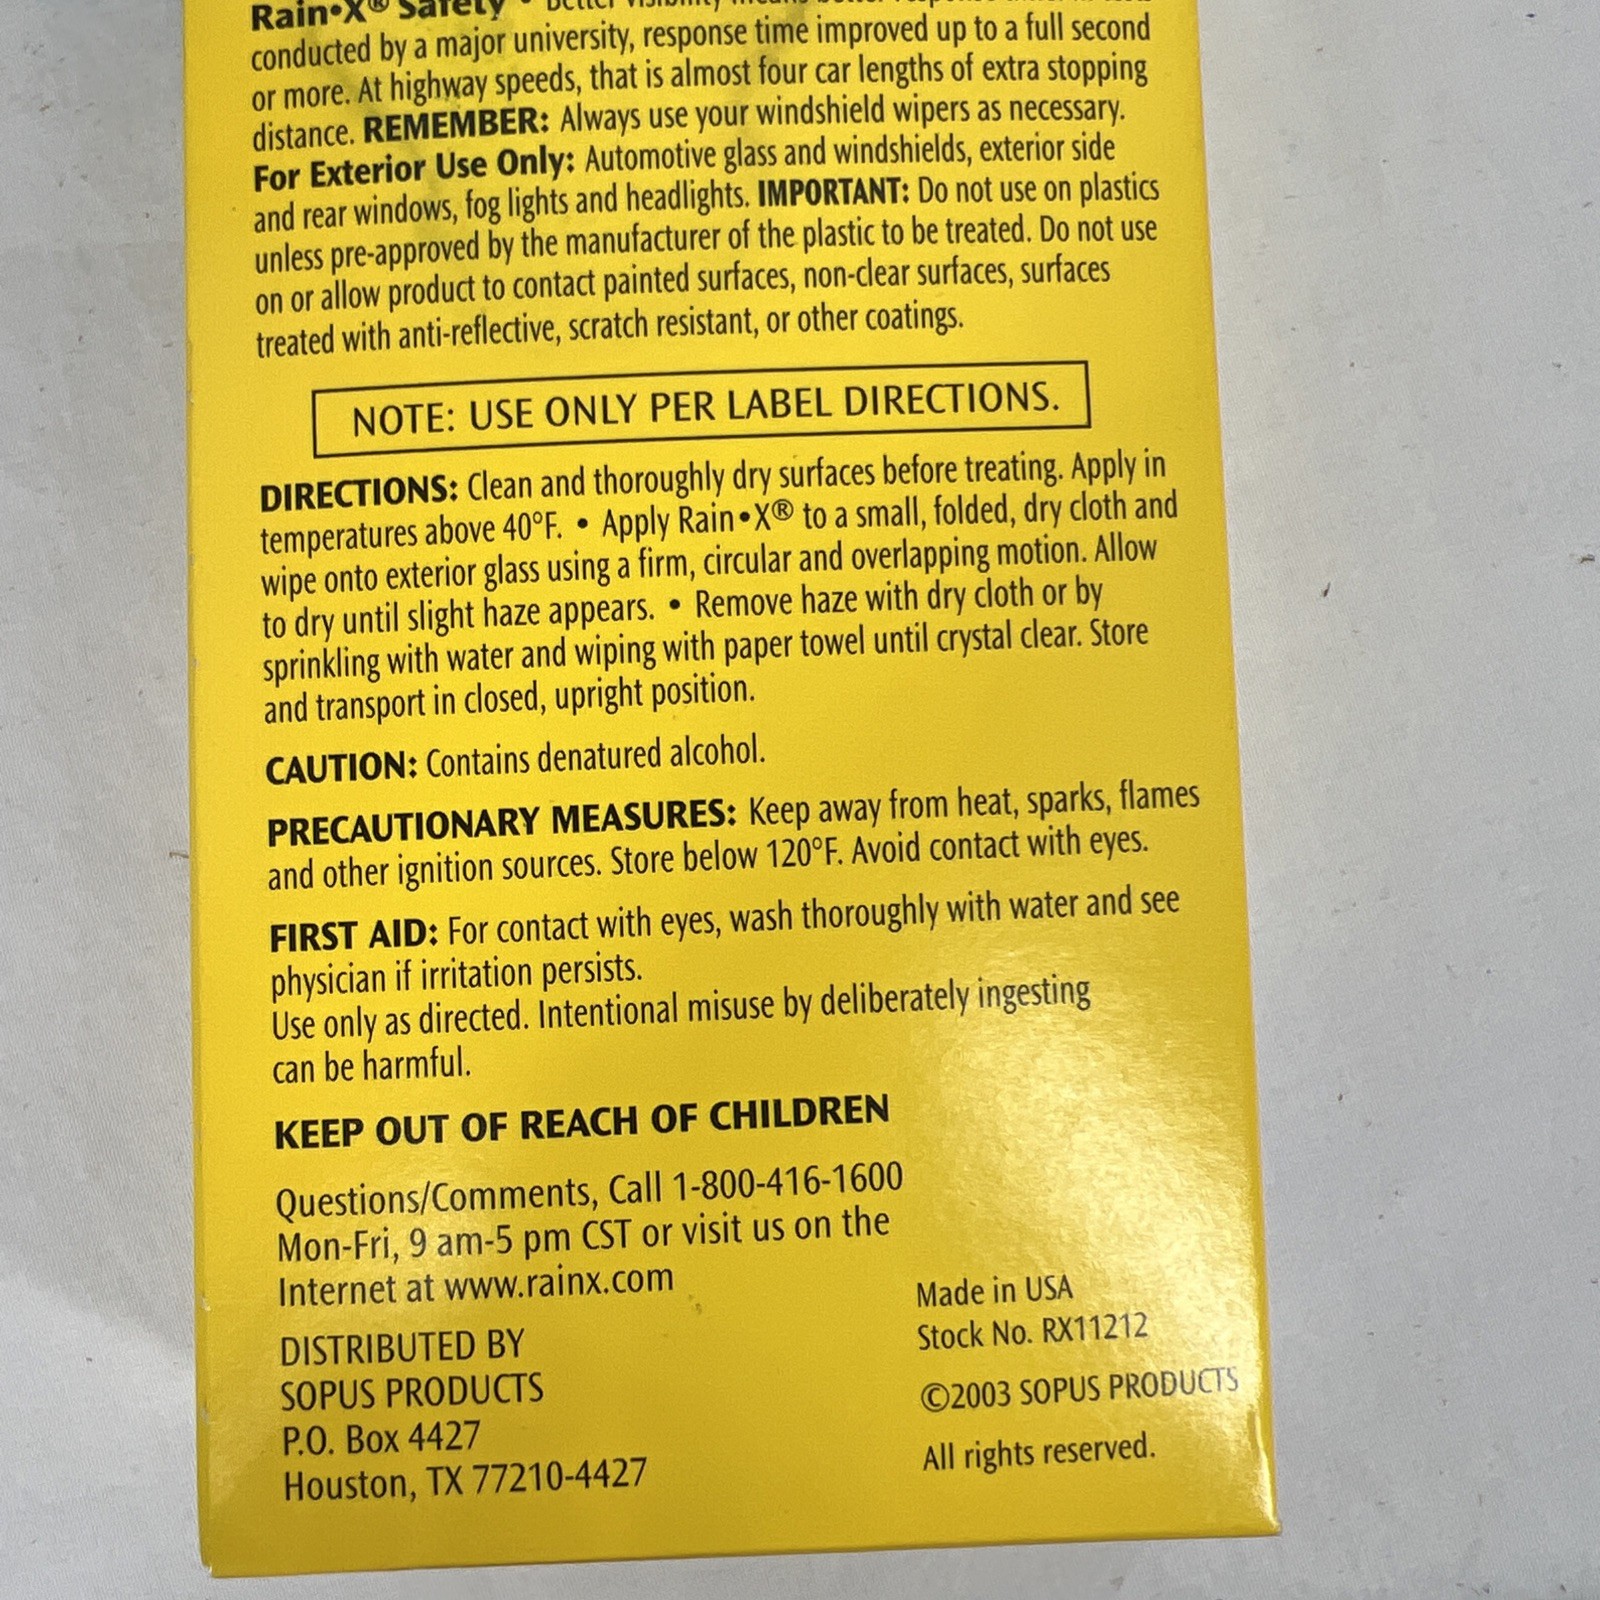 Rain•X® Safety • Better visibility means better response time. In tests
conducted by a major university, response time improved up to a full second
or more. At highway speeds, that is almost four car lengths of extra stopping
distance. REMEMBER: Always use your windshield wipers as necessary.
For Exterior Use Only: Automotive glass and windshields, exterior side
and rear windows, fog lights and headlights. IMPORTANT: Do not use on plastics
unless pre-approved by the manufacturer of the plastic to be treated. Do not use
on or allow product to contact painted surfaces, non-clear surfaces, surfaces
treated with anti-reflective, scratch resistant, or other coatings.
NOTE: USE ONLY PER LABEL DIRECTIONS.
DIRECTIONS: Clean and thoroughly dry surfaces before treating. Apply in
temperatures above 40°F. • Apply Rain•X® to a small, folded, dry cloth and
wipe onto exterior glass using a firm, circular and overlapping motion. Allow
to dry until slight haze appears. • Remove haze with dry cloth or by
sprinkling with water and wiping with paper towel until crystal clear. Store
and transport in closed, upright position.
CAUTION: Contains denatured alcohol.
PRECAUTIONARY MEASURES: Keep away from heat, sparks, flames
and other ignition sources. Store below 120°F. Avoid contact with eyes.
FIRST AID: For contact with eyes, wash thoroughly with water and see
physician if irritation persists.
Use only as directed. Intentional misuse by deliberately ingesting
can be harmful.
KEEP OUT OF REACH OF CHILDREN
Questions/Comments, Call 1-800-416-1600
Mon-Fri, 9 am-5 pm CST or visit us on the
Internet at www.rainx.com
DISTRIBUTED BY
SOPUS PRODUCTS
P.O. Box 4427
Houston, TX 77210-4427
Made in USA
Stock No. RX11212
©2003 SOPUS PRODUCTS
All rights reserved.